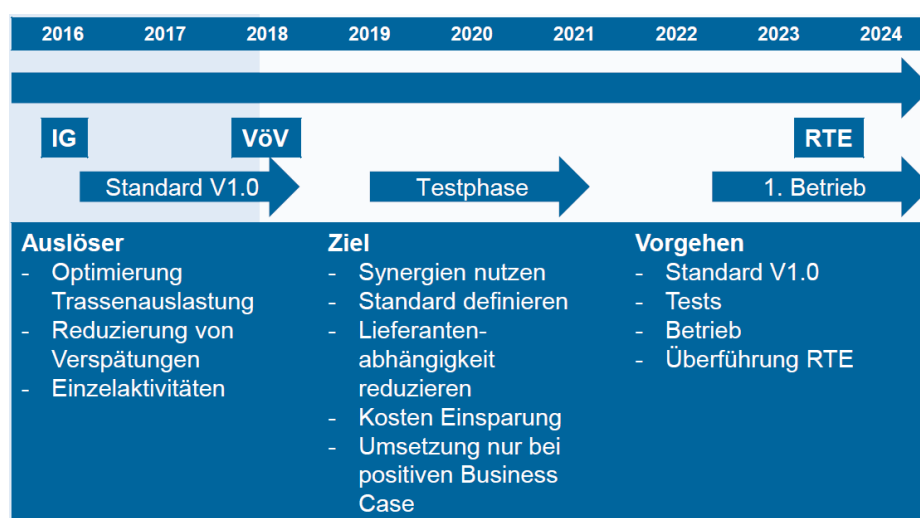 2016 2017 2018 2019 2020 2021 2022 2023 2024
IG VöV RTE
Standard V1.0 Testphase 1. Betrieb
Auslöser
- Optimierung
Trassenauslastung
- Reduzierung von
Verspätungen
- Einzelaktivitäten
Ziel
- Synergien nutzen
- Standard definieren
- Lieferanten-
abhängigkeit
reduzieren
- Kosten Einsparung
- Umsetzung nur bei
positiven Business
Case
Vorgehen
- Standard V1.0
- Tests
- Betrieb
- Überführung RTE